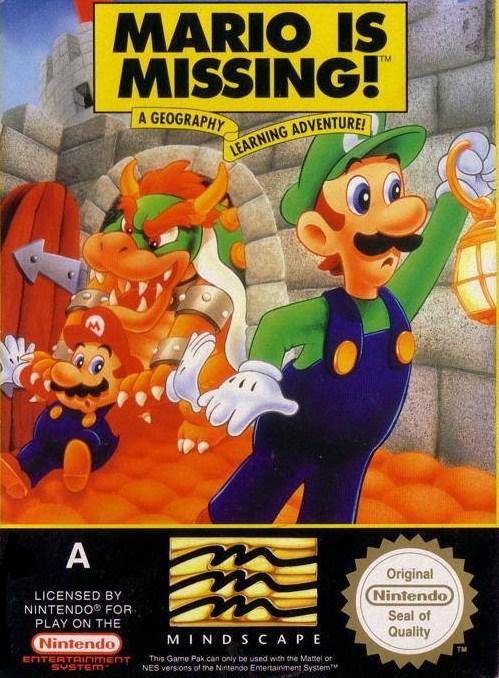 MARIO IS
MISSING!™
A GEOGRAPHY
LEARNING ADVENTURE!
M
A
LICENSED BY
NINTENDO® FOR
PLAY ON THE
Nintendo
ENTERTAINMENT
SYSTEM™
MINDSCAPE
This Game Pak can only be used with the Mattel or
NES versions of the Nintendo Entertainment System™
Original
Nintendo
Seal of
Quality
TM